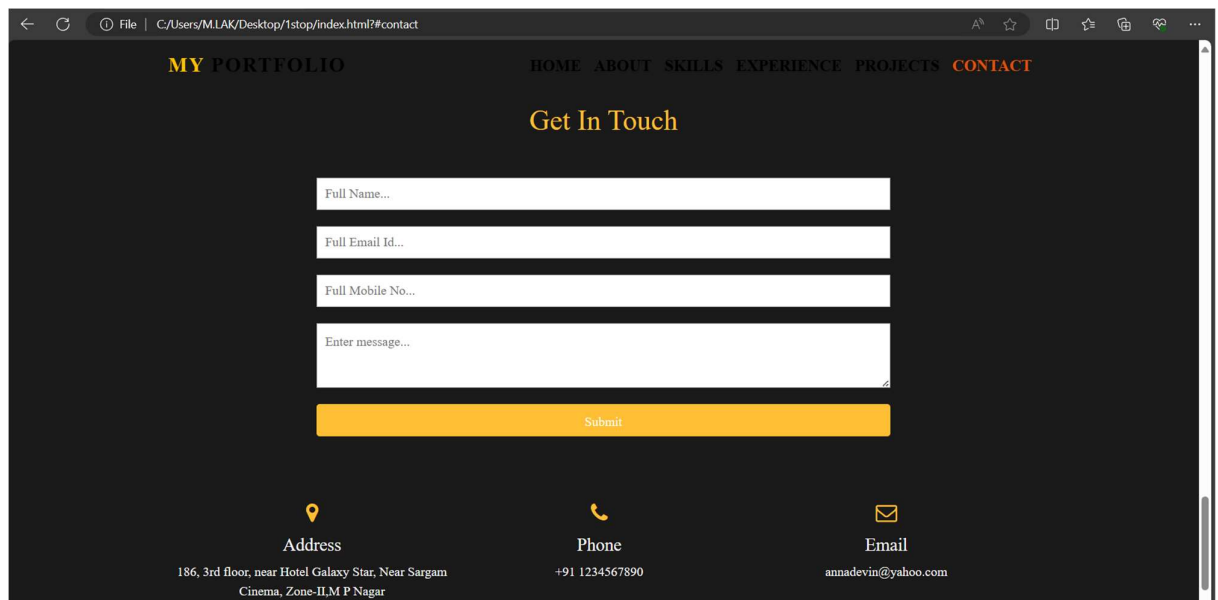 File | C:/Users/M.LAK/Desktop/1stop/index.html?#contact
MY PORTFOLIO HOME ABOUT SKILLS EXPERIENCE PROJECTS CONTACT
Get In Touch
Full Name...
Full Email Id...
Full Mobile No...
Enter message...
Submit
Address Phone Email
186, 3rd floor, near Hotel Galaxy Star, Near Sargam +91 1234567890 annadevin@yahoo.com
Cinema, Zone-II,M P Nagar